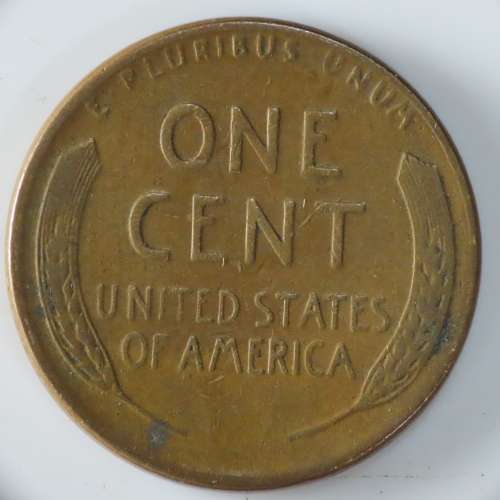 E PLURIBUS UNUM
ONE
CENT
UNITED STATES
OF AMERICA